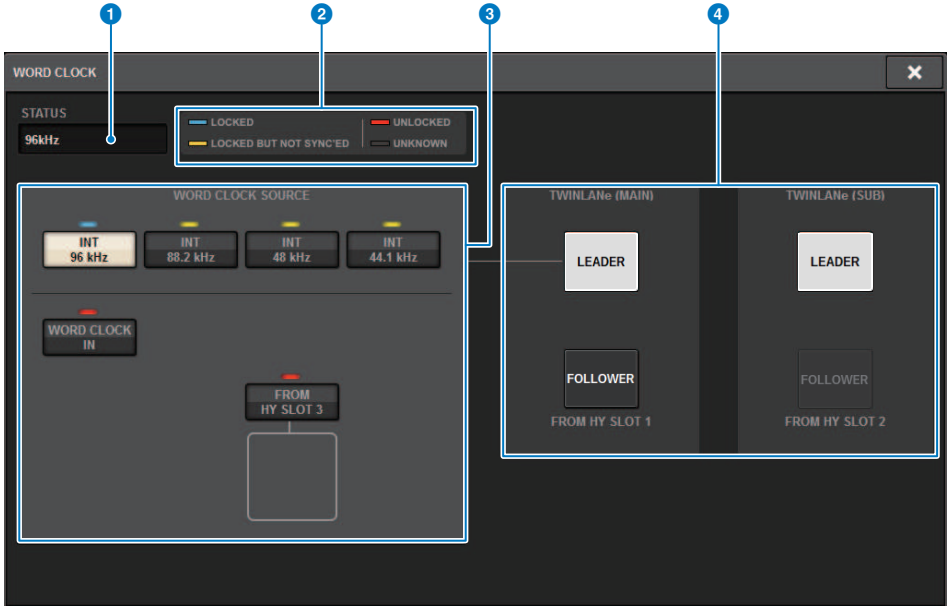 1
2
3
4
WORD CLOCK
×
STATUS
96kHz
LOCKED
UNLOCKED
LOCKED BUT NOT SYNC'ED
UNKNOWN
WORD CLOCK SOURCE
INT
96 kHz
INT
88.2 kHz
INT
48 kHz
INT
44.1 kHz
WORD CLOCK
IN
FROM
HY SLOT 3
TWINLANe (MAIN)
LEADER
FOLLOWER
FROM HY SLOT 1
TWINLANe (SUB)
LEADER
FOLLOWER
FROM HY SLOT 2